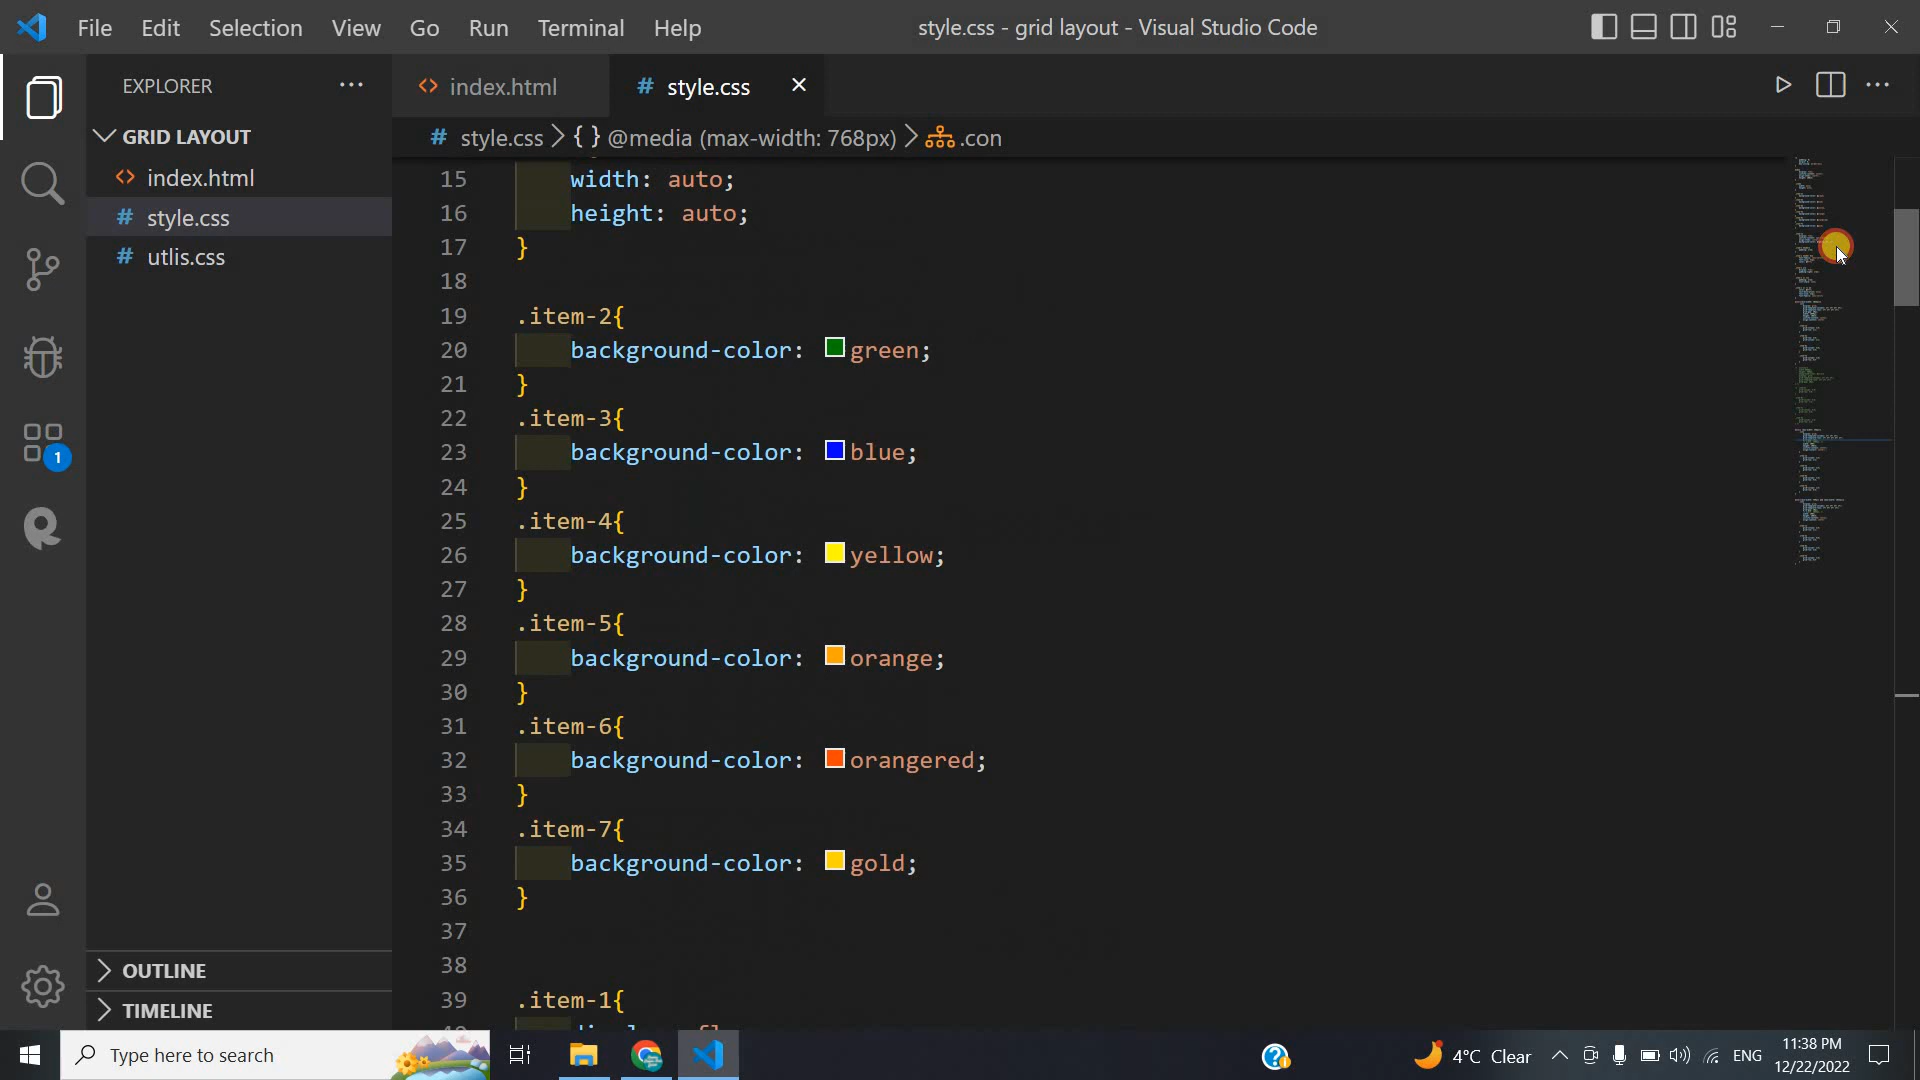 File Edit Selection View Go Run Terminal Help style.css - grid layout - Visual Studio Code
EXPLORER
index.html
style.css
GRID LAYOUT
style.css @media (max-width: 768px) .con
index.html
style.css
utlis.css
15 width: auto;
16 height: auto;
17 }
18
19 .item-2{
20 background-color: green;
21 }
22 .item-3{
23 background-color: blue;
24 }
25 .item-4{
26 background-color: yellow;
27 }
28 .item-5{
29 background-color: orange;
30 }
31 .item-6{
32 background-color: orangered;
33 }
34 .item-7{
35 background-color: gold;
36 }
37
38
39 .item-1{
1
OUTLINE
TIMELINE
Type here to search
4°C Clear
ENG
11:38 PM
12/22/2022